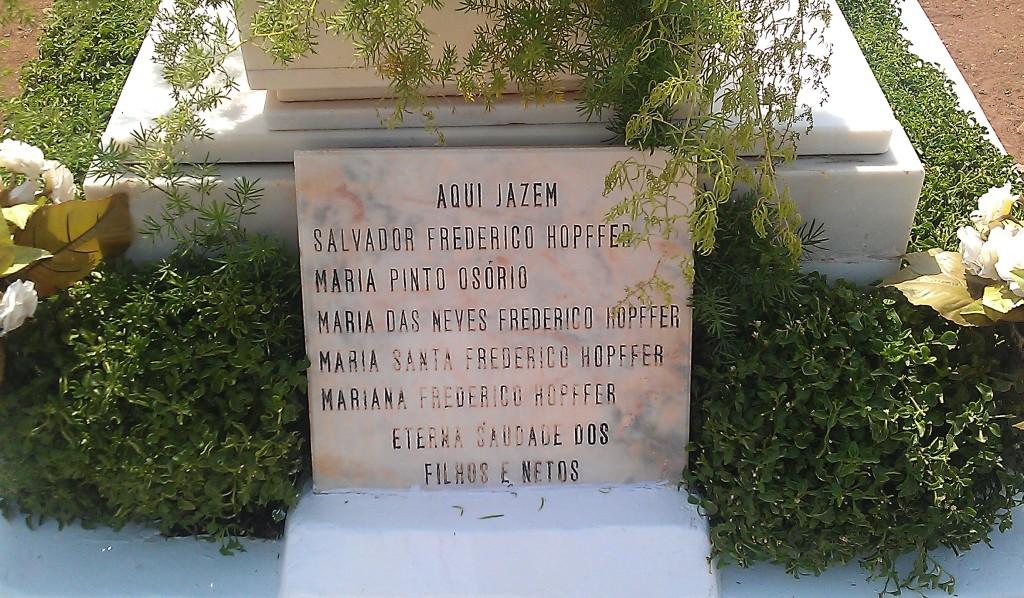 AQUI JAZEM
SALVADOR FREDERICO HOPFFER
MARIA PINTO OSÓRIO
MARIA DAS NEVES FREDERICO HOPFFER
MARIA SANTA FREDERICO HOPFFER
MARIANA FREDERICO HOPFFER
ETERNA SAUDADE DOS
FILHOS E NETOS